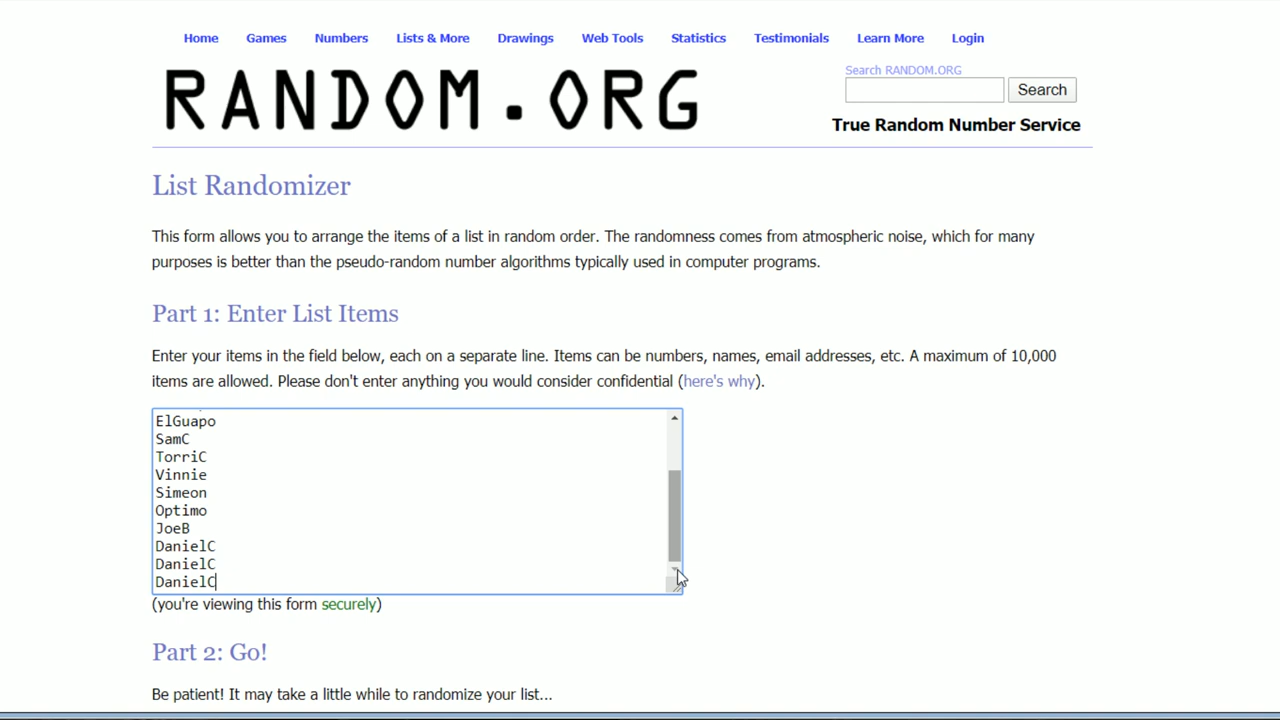 Home Games Numbers Lists & More Drawings Web Tools Statistics Testimonials Learn More Login
RANDOM.ORG
Search RANDOM.ORG
Search
True Random Number Service
List Randomizer
This form allows you to arrange the items of a list in random order. The randomness comes from atmospheric noise, which for many
purposes is better than the pseudo-random number algorithms typically used in computer programs.
Part 1: Enter List Items
Enter your items in the field below, each on a separate line. Items can be numbers, names, email addresses, etc. A maximum of 10,000
items are allowed. Please don't enter anything you would consider confidential (here's why).
ElGuapo
SamC
TorriC
Vinnie
Simeon
Optimo
JoeB
DanielC
DanielC
DanielC
(you're viewing this form securely)
Part 2: Go!
Be patient! It may take a little while to randomize your list...